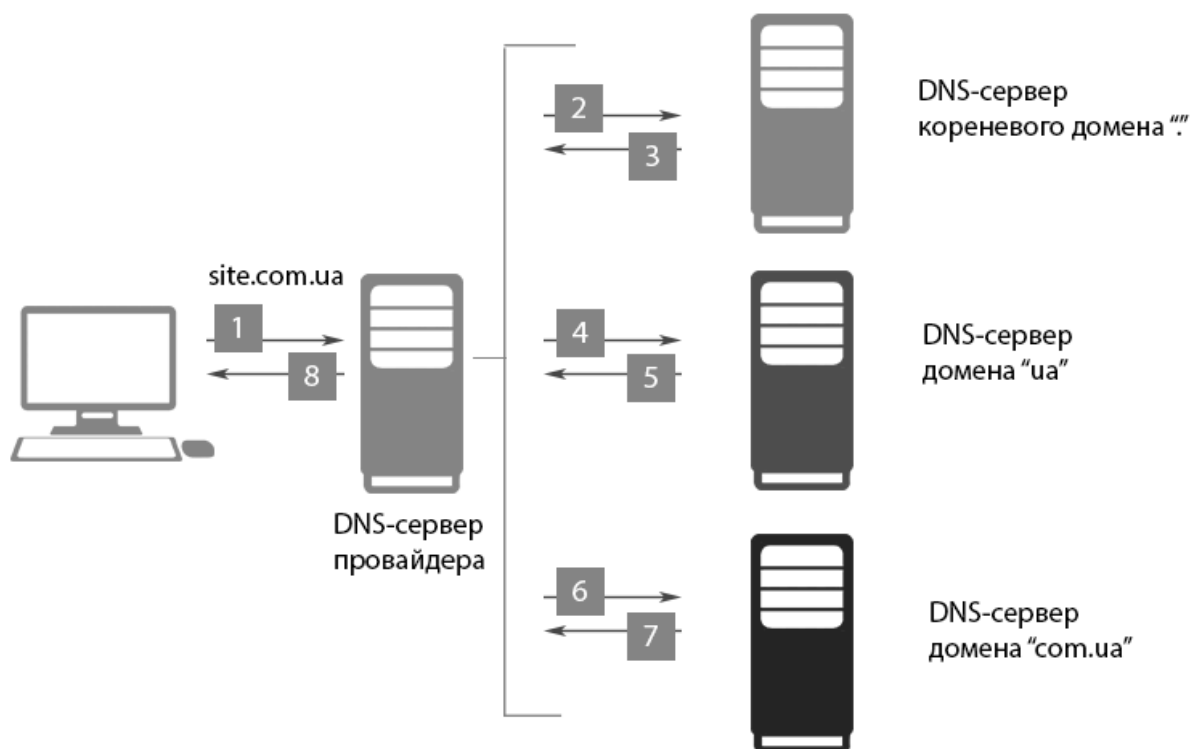 site.com.ua
1
8
DNS-сервер
провайдера
2
3
DNS-сервер
кореневого домена “.”
4
5
DNS-сервер
домена “ua”
6
7
DNS-сервер
домена “com.ua”